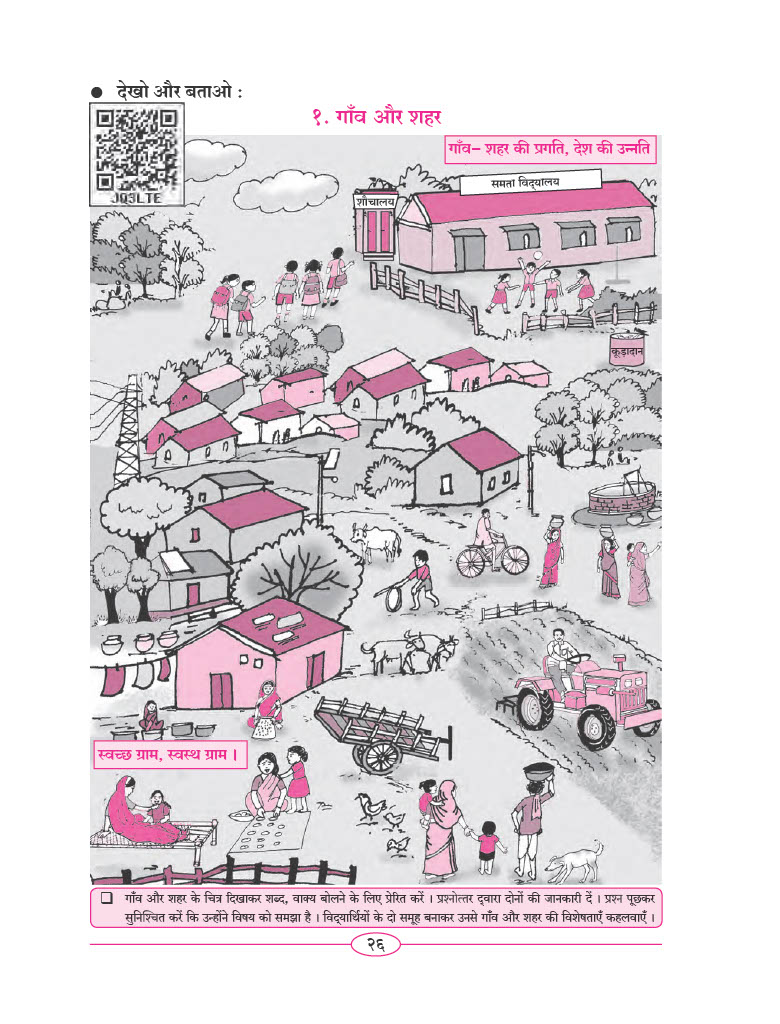 ● देखो और बताओ :
१. गाँव और शहर
JQ3LTE
गाँव– शहर की प्रगति, देश की उन्नति
समता विद्‌यालय
शौचालय
कूड़ादान
स्वच्छ ग्राम, स्वस्थ ग्राम ।
❑ गाँव और शहर के चित्र दिखाकर शब्द, वाक्य बोलने के लिए प्रेरित करें । प्रश्नोत्तर द्‌वारा दोनों की जानकारी दें । प्रश्न पूछकर
सुनिश्चित करें कि उन्होंने विषय को समझा है । विद्‌यार्थियों के दो समूह बनाकर उनसे गाँव और शहर की विशेषताएँ कहलवाएँ ।
२६